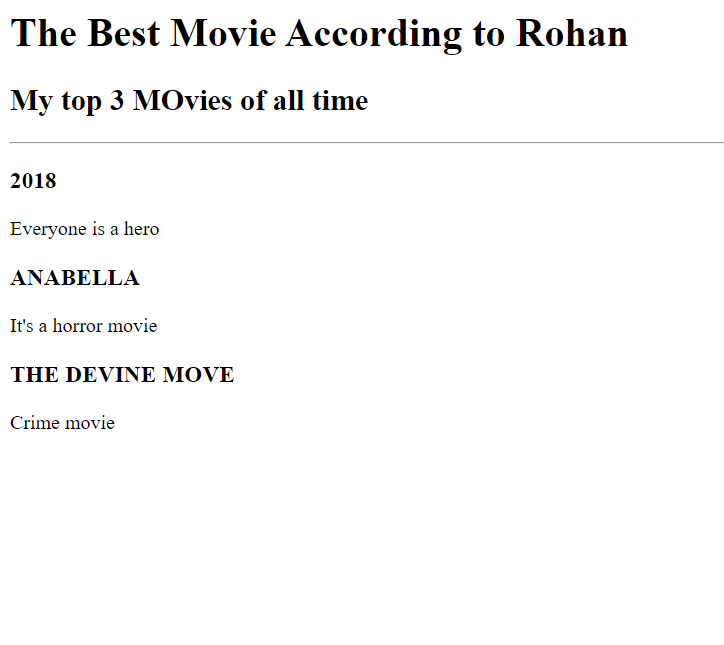 The Best Movie According to Rohan
My top 3 MOvies of all time
2018
Everyone is a hero
ANABELLA
It's a horror movie
THE DEVINE MOVE
Crime movie